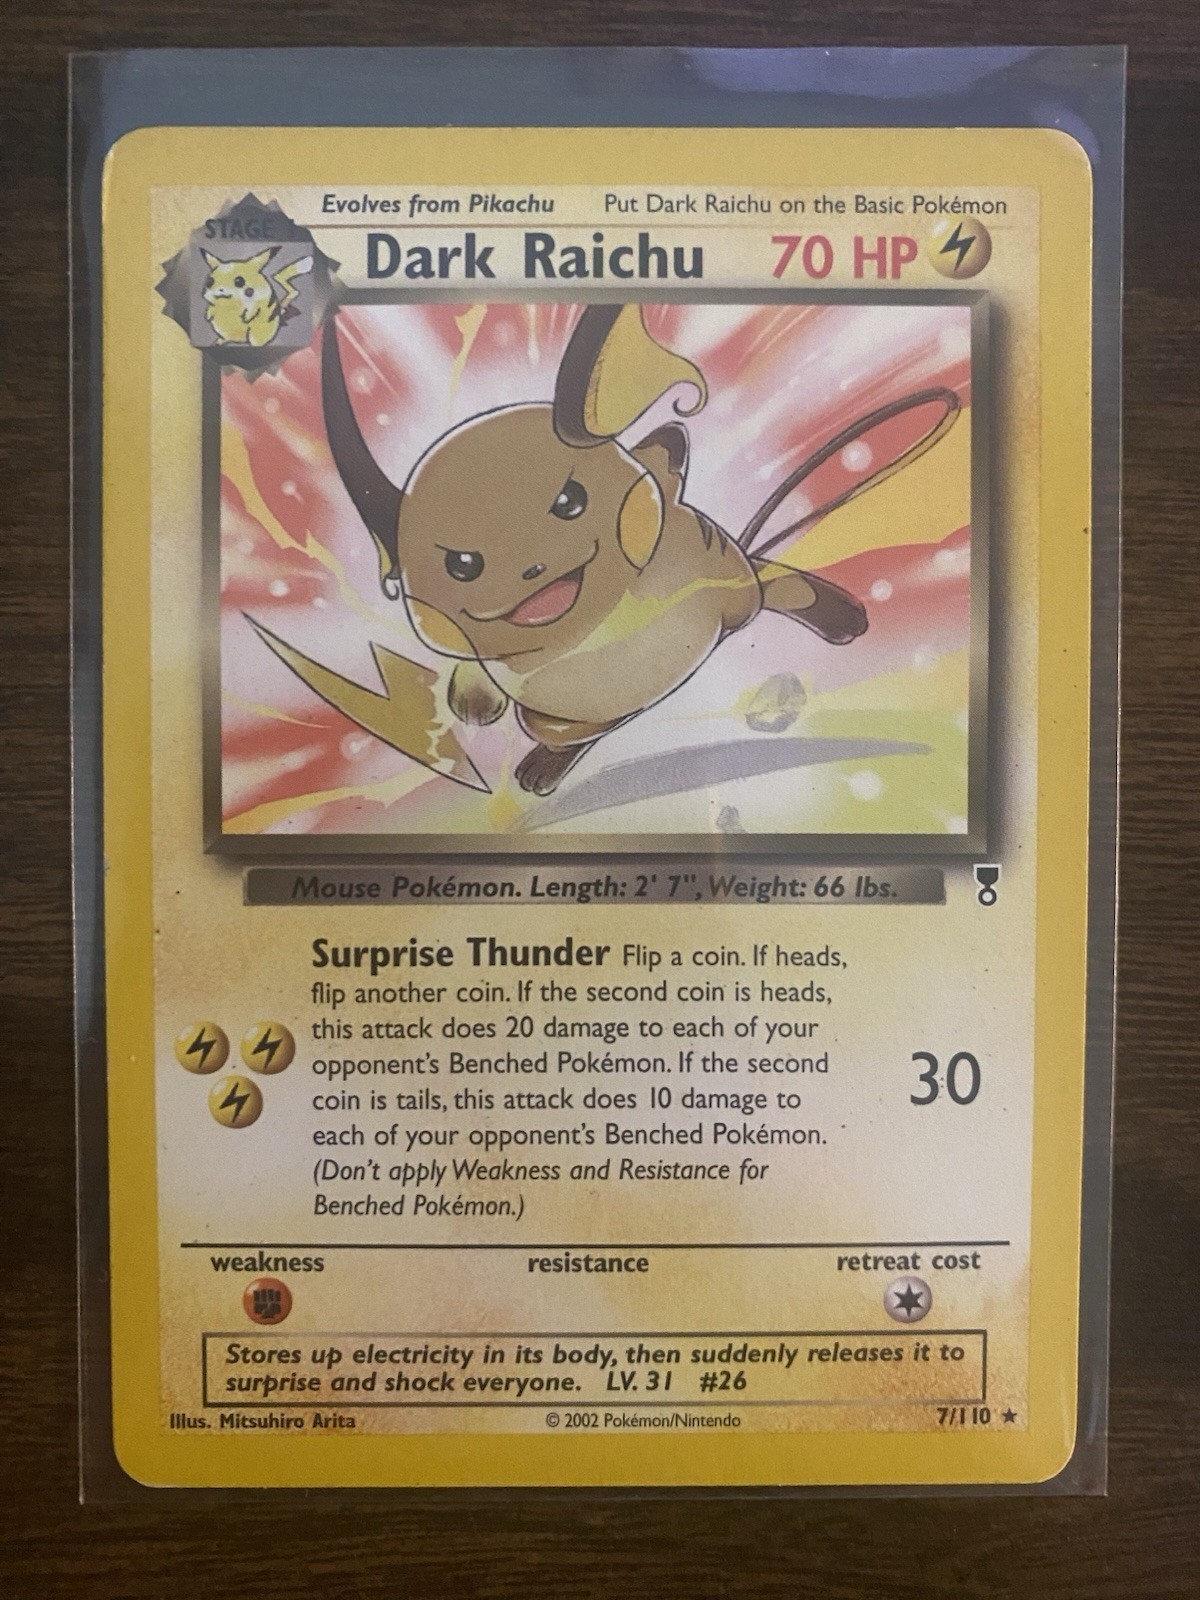 Evolves from Pikachu Put Dark Raichu on the Basic Pokémon
STAGE 1
Dark Raichu 70 HP
Mouse Pokémon. Length: 2' 7", Weight: 66 lbs.
Surprise Thunder Flip a coin. If heads,
flip another coin. If the second coin is heads,
this attack does 20 damage to each of your
opponent's Benched Pokémon. If the second
coin is tails, this attack does 10 damage to
each of your opponent's Benched Pokémon.
(Don't apply Weakness and Resistance for
Benched Pokémon.)
30
weakness resistance retreat cost
Stores up electricity in its body, then suddenly releases it to
surprise and shock everyone. LV. 31 #26
Illus. Mitsuhiro Arita © 2002 Pokémon/Nintendo 7/110 ★